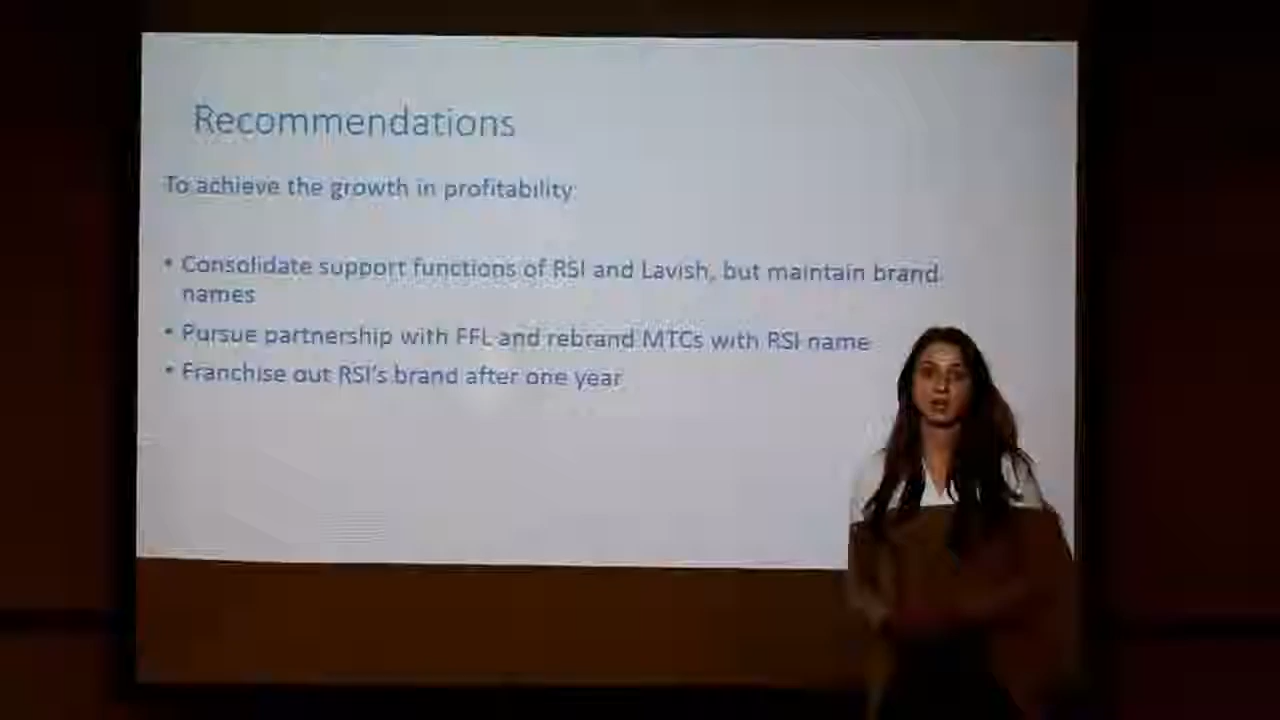 Recommendations
To achieve the growth in profitability:
• Consolidate support functions of RSI and Lavish, but maintain brand
names
• Pursue partnership with FFL and rebrand MTCs with RSI name
• Franchise out RSI's brand after one year